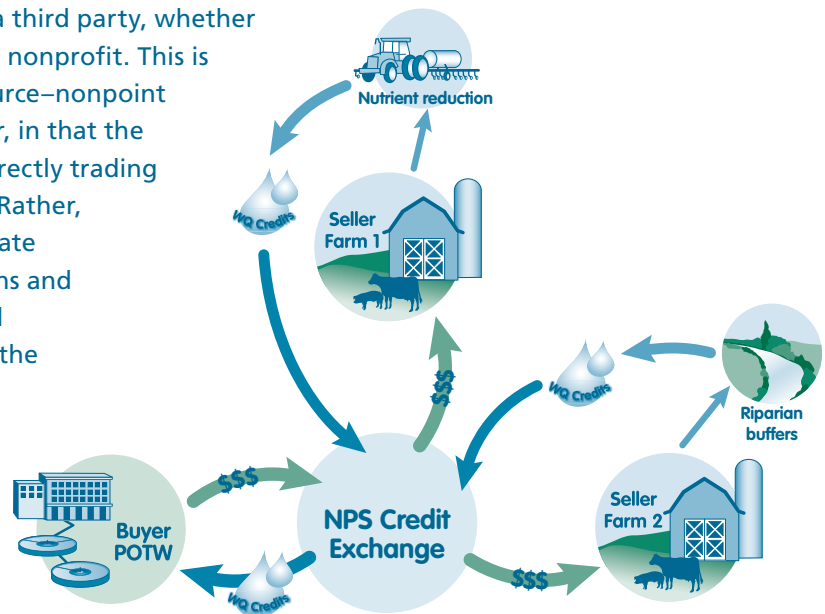 a third party, whether
nonprofit. This is
urce–nonpoint
r, in that the
rectly trading
Rather,
ate
ns and
the
Nutrient reduction
WQ Credits
Seller
Farm 1
$$$
WQ Credits
Riparian
buffers
Seller
Farm 2
$$$
Buyer
POTW
$$$
NPS Credit
Exchange
WQ Credits